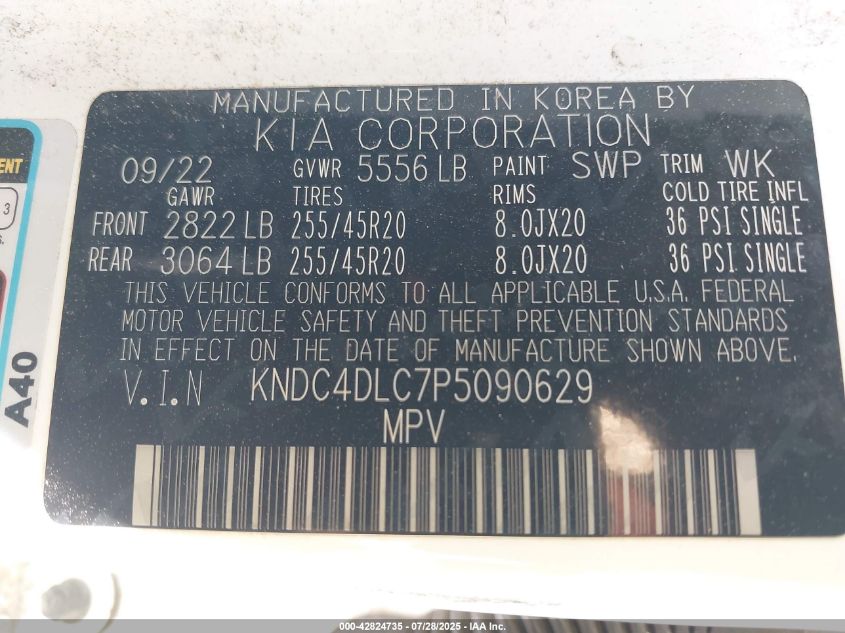 MANUFACTURED IN KOREA BY
KIA CORPORATION
09/22 GVWR 5556 LB PAINT SWP TRIM WK
GAWR TIRES RIMS COLD TIRE INFL
FRONT 2822 LB 255/45R20 8.0JX20 36 PSI SINGLE
REAR 3064 LB 255/45R20 8.0JX20 36 PSI SINGLE
THIS VEHICLE CONFORMS TO ALL APPLICABLE U.S.A. FEDERAL
MOTOR VEHICLE SAFETY AND THEFT PREVENTION STANDARDS
IN EFFECT ON THE DATE OF MANUFACTURE SHOWN ABOVE.
V.I.N KNDC4DLC7P5090629
MPV
3
A40
000-42824735 - 07/28/2025 - IAA Inc.